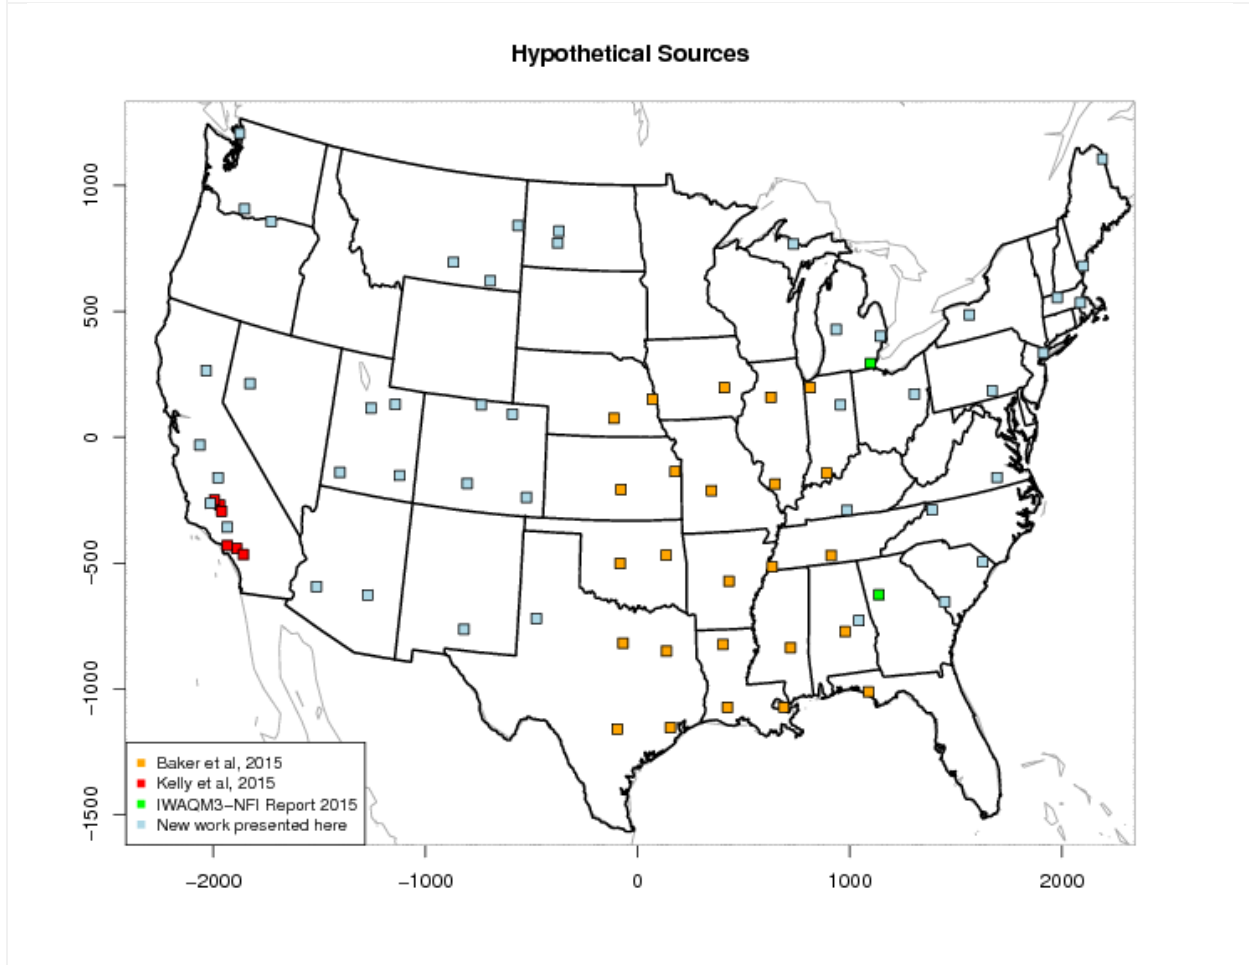 Hypothetical Sources
1000
500
0
−500
−1000
−1500
Baker et al, 2015
Kelly et al, 2015
IWAQM3−NFI Report 2015
New work presented here
−2000
−1000
0
1000
2000